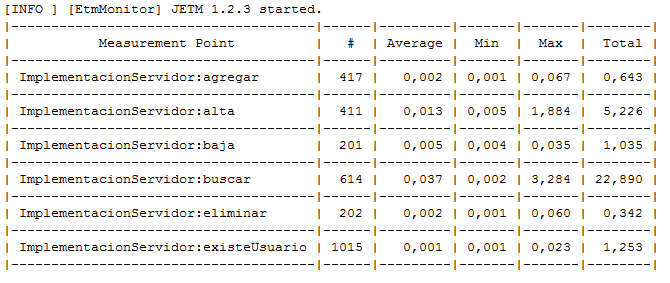 [INFO ] [EtmMonitor] JETM 1.2.3 started.
|---------------------------------|------|---------|-------|-------|--------|
|        Measurement Point        |   #  | Average |  Min  |  Max  |  Total |
|---------------------------------|------|---------|-------|-------|--------|
| ImplementacionServidor:agregar | 417 | 0,002 | 0,001 | 0,067 | 0,643 |
|---------------------------------|------|---------|-------|-------|--------|
| ImplementacionServidor:alta | 411 | 0,013 | 0,005 | 1,884 | 5,226 |
|---------------------------------|------|---------|-------|-------|--------|
| ImplementacionServidor:baja | 201 | 0,005 | 0,004 | 0,035 | 1,035 |
|---------------------------------|------|---------|-------|-------|--------|
| ImplementacionServidor:buscar | 614 | 0,037 | 0,002 | 3,284 | 22,890 |
|---------------------------------|------|---------|-------|-------|--------|
| ImplementacionServidor:eliminar | 202 | 0,002 | 0,001 | 0,060 | 0,342 |
|---------------------------------|------|---------|-------|-------|--------|
| ImplementacionServidor:existeUsuario | 1015 | 0,001 | 0,001 | 0,023 | 1,253 |
|---------------------------------|------|---------|-------|-------|--------|